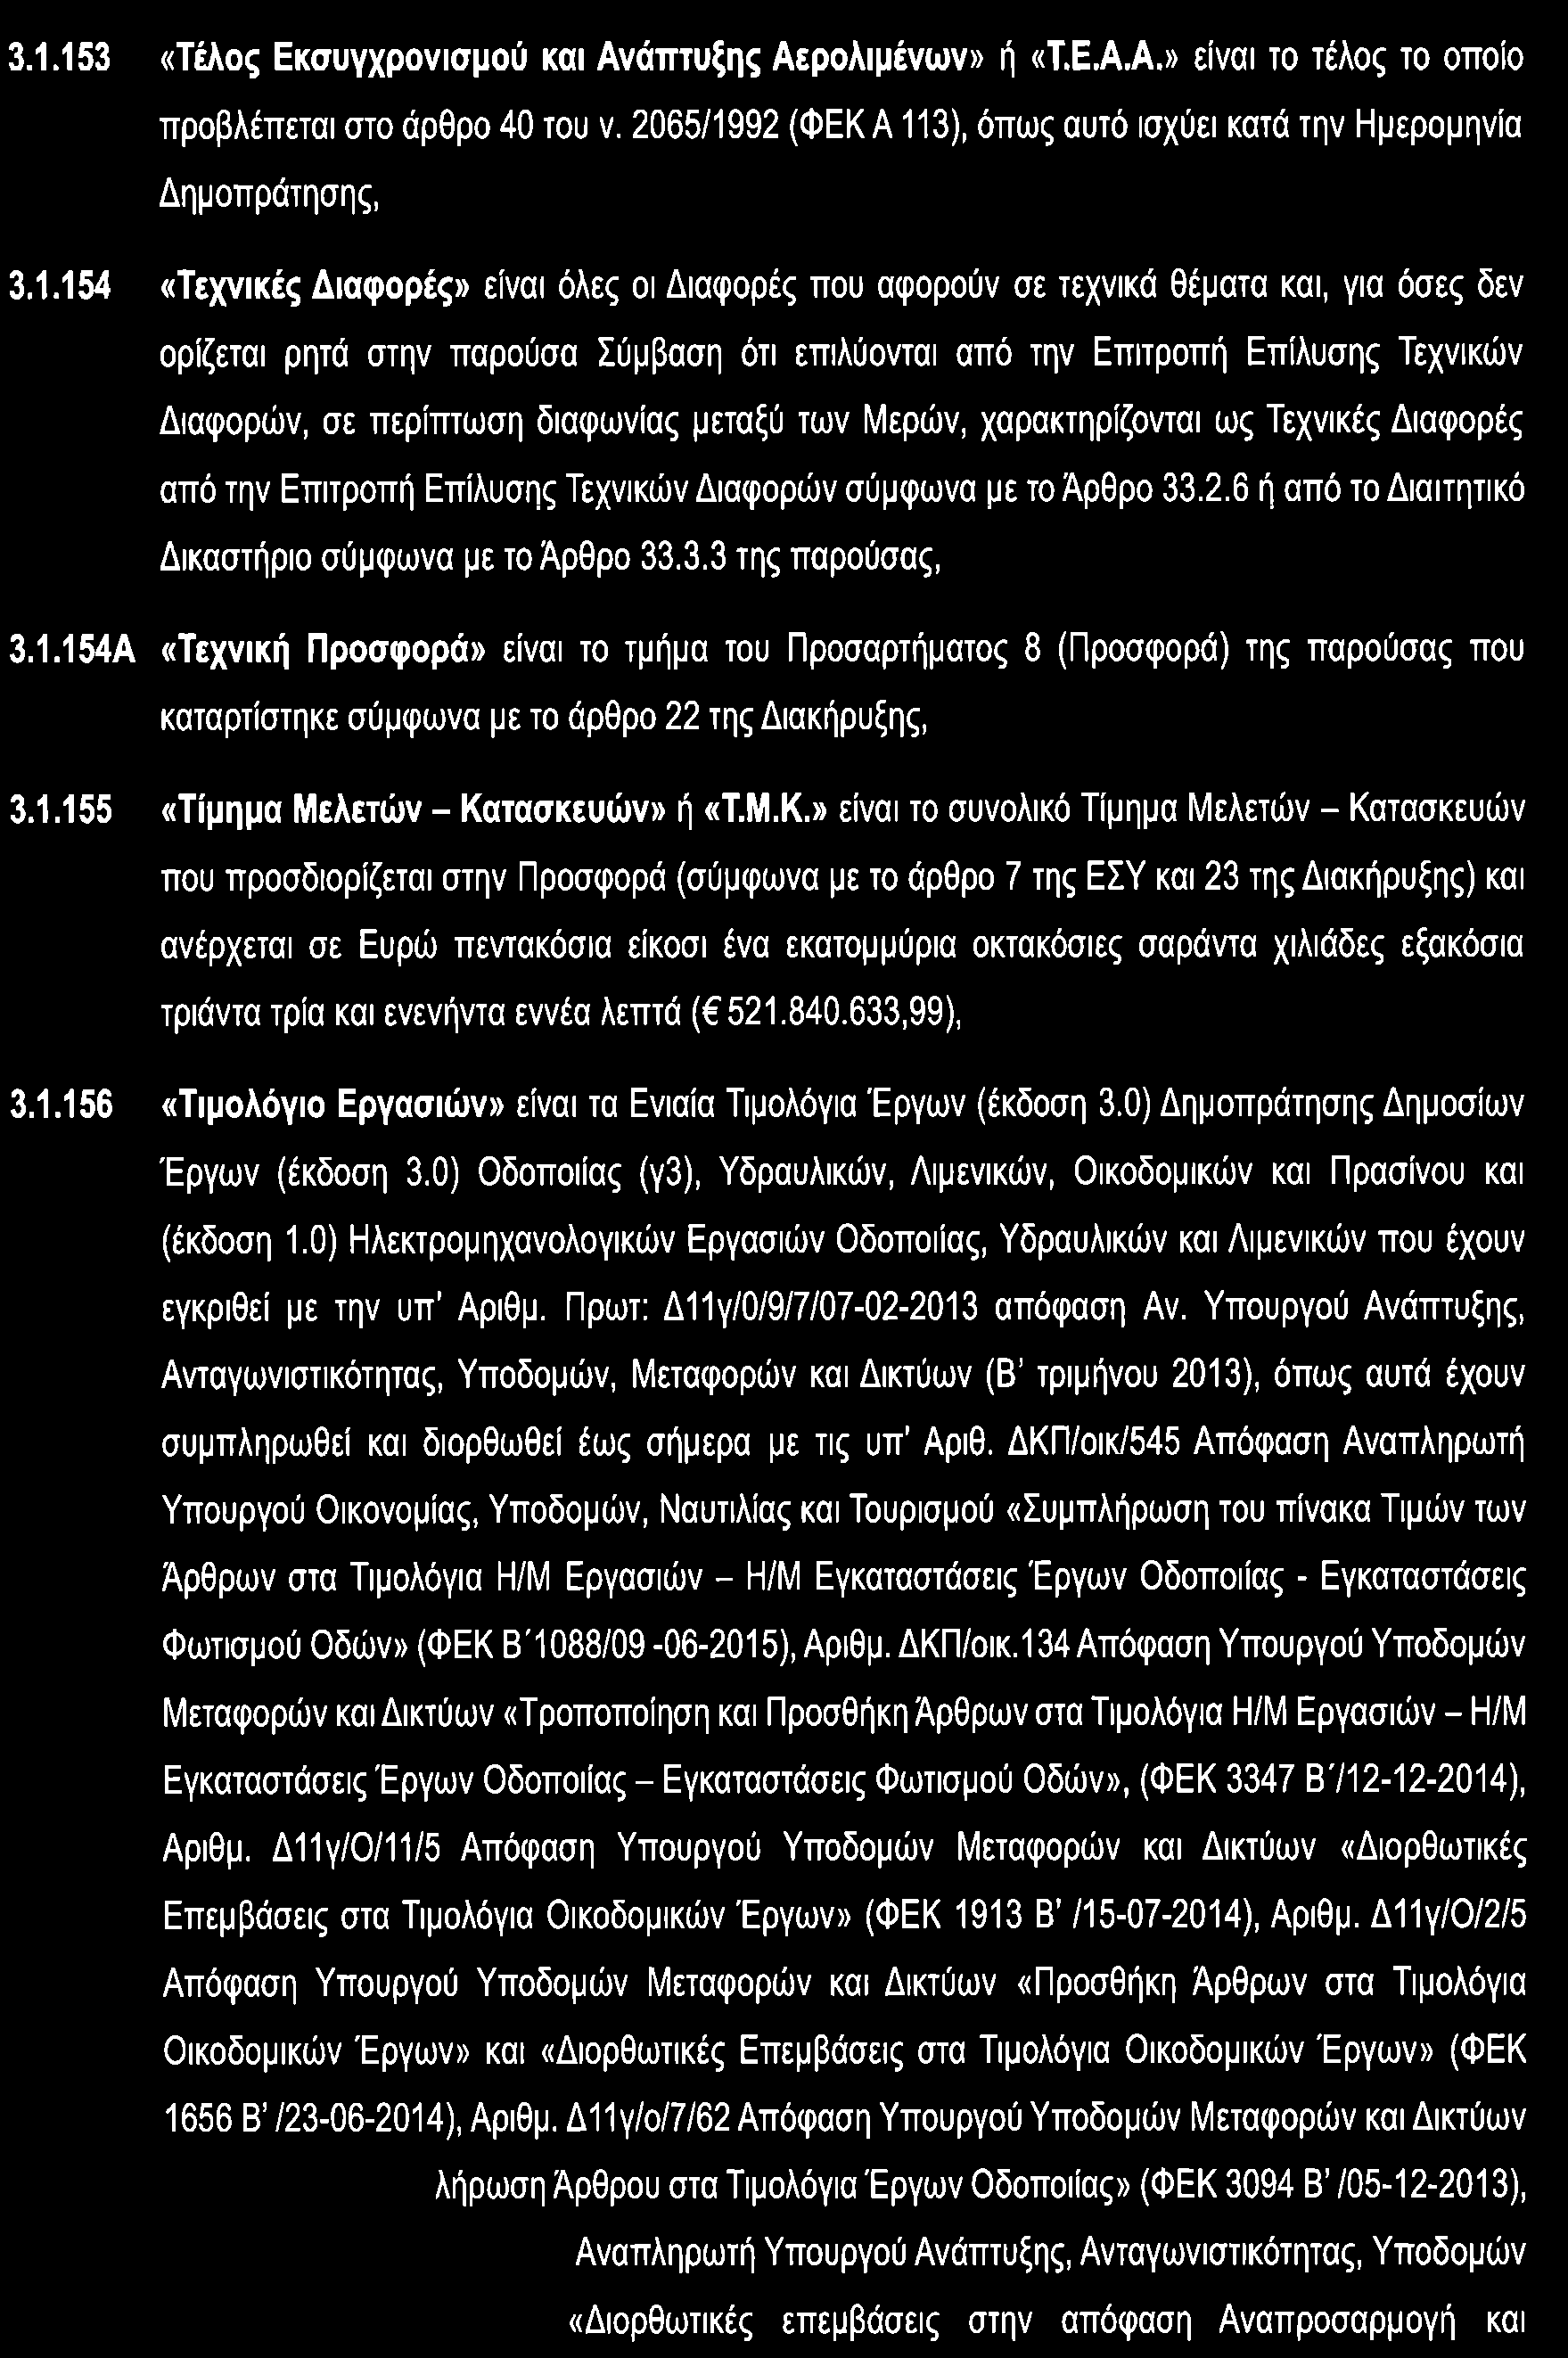 3.1.153 «Τέλος Εκσυγχρονισμού και Ανάπτυξης Αερολιμένων» ή «Τ.Ε.Α.Α.» είναι το τέλος το οποίο
προβλέπεται στο άρθρο 40 του ν. 2065/1992 (ΦΕΚ Α 113), όπως αυτό ισχύει κατά την Ημερομηνία
Δημοπράτησης,
3.1.154 «Τεχνικές Διαφορές» είναι όλες οι Διαφορές που αφορούν σε τεχνικά θέματα και, για όσες δεν
ορίζεται ρητά στην παρούσα Σύμβαση ότι επιλύονται από την Επιτροπή Επίλυσης Τεχνικών
Διαφορών, σε περίπτωση διαφωνίας μεταξύ των Μερών, χαρακτηρίζονται ως Τεχνικές Διαφορές
από την Επιτροπή Επίλυσης Τεχνικών Διαφορών σύμφωνα με το Άρθρο 33.2.6 ή από το Διαιτητικό
Δικαστήριο σύμφωνα με το Άρθρο 33.3.3 της παρούσας,
3.1.154Α «Τεχνική Προσφορά» είναι το τμήμα του Προσαρτήματος 8 (Προσφορά) της παρούσας που
καταρτίστηκε σύμφωνα με το άρθρο 22 της Διακήρυξης,
3.1.155 «Τίμημα Μελετών – Κατασκευών» ή «Τ.Μ.Κ.» είναι το συνολικό Τίμημα Μελετών – Κατασκευών
που προσδιορίζεται στην Προσφορά (σύμφωνα με το άρθρο 7 της ΕΣΥ και 23 της Διακήρυξης) και
ανέρχεται σε Ευρώ πεντακόσια είκοσι ένα εκατομμύρια οκτακόσιες σαράντα χιλιάδες εξακόσια
τριάντα τρία και ενενήντα εννέα λεπτά (€ 521.840.633,99),
3.1.156 «Τιμολόγιο Εργασιών» είναι τα Ενιαία Τιμολόγια Έργων (έκδοση 3.0) Δημοπράτησης Δημοσίων
Έργων (έκδοση 3.0) Οδοποιίας (γ3), Υδραυλικών, Λιμενικών, Οικοδομικών και Πρασίνου και
(έκδοση 1.0) Ηλεκτρομηχανολογικών Εργασιών Οδοποιίας, Υδραυλικών και Λιμενικών που έχουν
εγκριθεί με την υπ' Αριθμ. Πρωτ: Δ11γ/0/9/7/07-02-2013 απόφαση Αν. Υπουργού Ανάπτυξης,
Ανταγωνιστικότητας, Υποδομών, Μεταφορών και Δικτύων (Β' τριμήνου 2013), όπως αυτά έχουν
συμπληρωθεί και διορθωθεί έως σήμερα με τις υπ' Αριθ. ΔΚΠ/οικ/545 Απόφαση Αναπληρωτή
Υπουργού Οικονομίας, Υποδομών, Ναυτιλίας και Τουρισμού «Συμπλήρωση του πίνακα Τιμών των
Άρθρων στα Τιμολόγια Η/Μ Εργασιών – Η/Μ Εγκαταστάσεις Έργων Οδοποιίας - Εγκαταστάσεις
Φωτισμού Οδών» (ΦΕΚ Β΄1088/09 -06-2015), Αριθμ. ΔΚΠ/οικ.134 Απόφαση Υπουργού Υποδομών
Μεταφορών και Δικτύων «Τροποποίηση και Προσθήκη Άρθρων στα Τιμολόγια Η/Μ Εργασιών – Η/Μ
Εγκαταστάσεις Έργων Οδοποιίας – Εγκαταστάσεις Φωτισμού Οδών», (ΦΕΚ 3347 Β΄/12-12-2014),
Αριθμ. Δ11γ/Ο/11/5 Απόφαση Υπουργού Υποδομών Μεταφορών και Δικτύων «Διορθωτικές
Επεμβάσεις στα Τιμολόγια Οικοδομικών Έργων» (ΦΕΚ 1913 Β' /15-07-2014), Αριθμ. Δ11γ/Ο/2/5
Απόφαση Υπουργού Υποδομών Μεταφορών και Δικτύων «Προσθήκη Άρθρων στα Τιμολόγια
Οικοδομικών Έργων» και «Διορθωτικές Επεμβάσεις στα Τιμολόγια Οικοδομικών Έργων» (ΦΕΚ
1656 Β' /23-06-2014), Αριθμ. Δ11γ/ο/7/62 Απόφαση Υπουργού Υποδομών Μεταφορών και Δικτύων
λήρωση Άρθρου στα Τιμολόγια Έργων Οδοποιίας» (ΦΕΚ 3094 Β' /05-12-2013),
Αναπληρωτή Υπουργού Ανάπτυξης, Ανταγωνιστικότητας, Υποδομών
«Διορθωτικές επεμβάσεις στην απόφαση Αναπροσαρμογή και